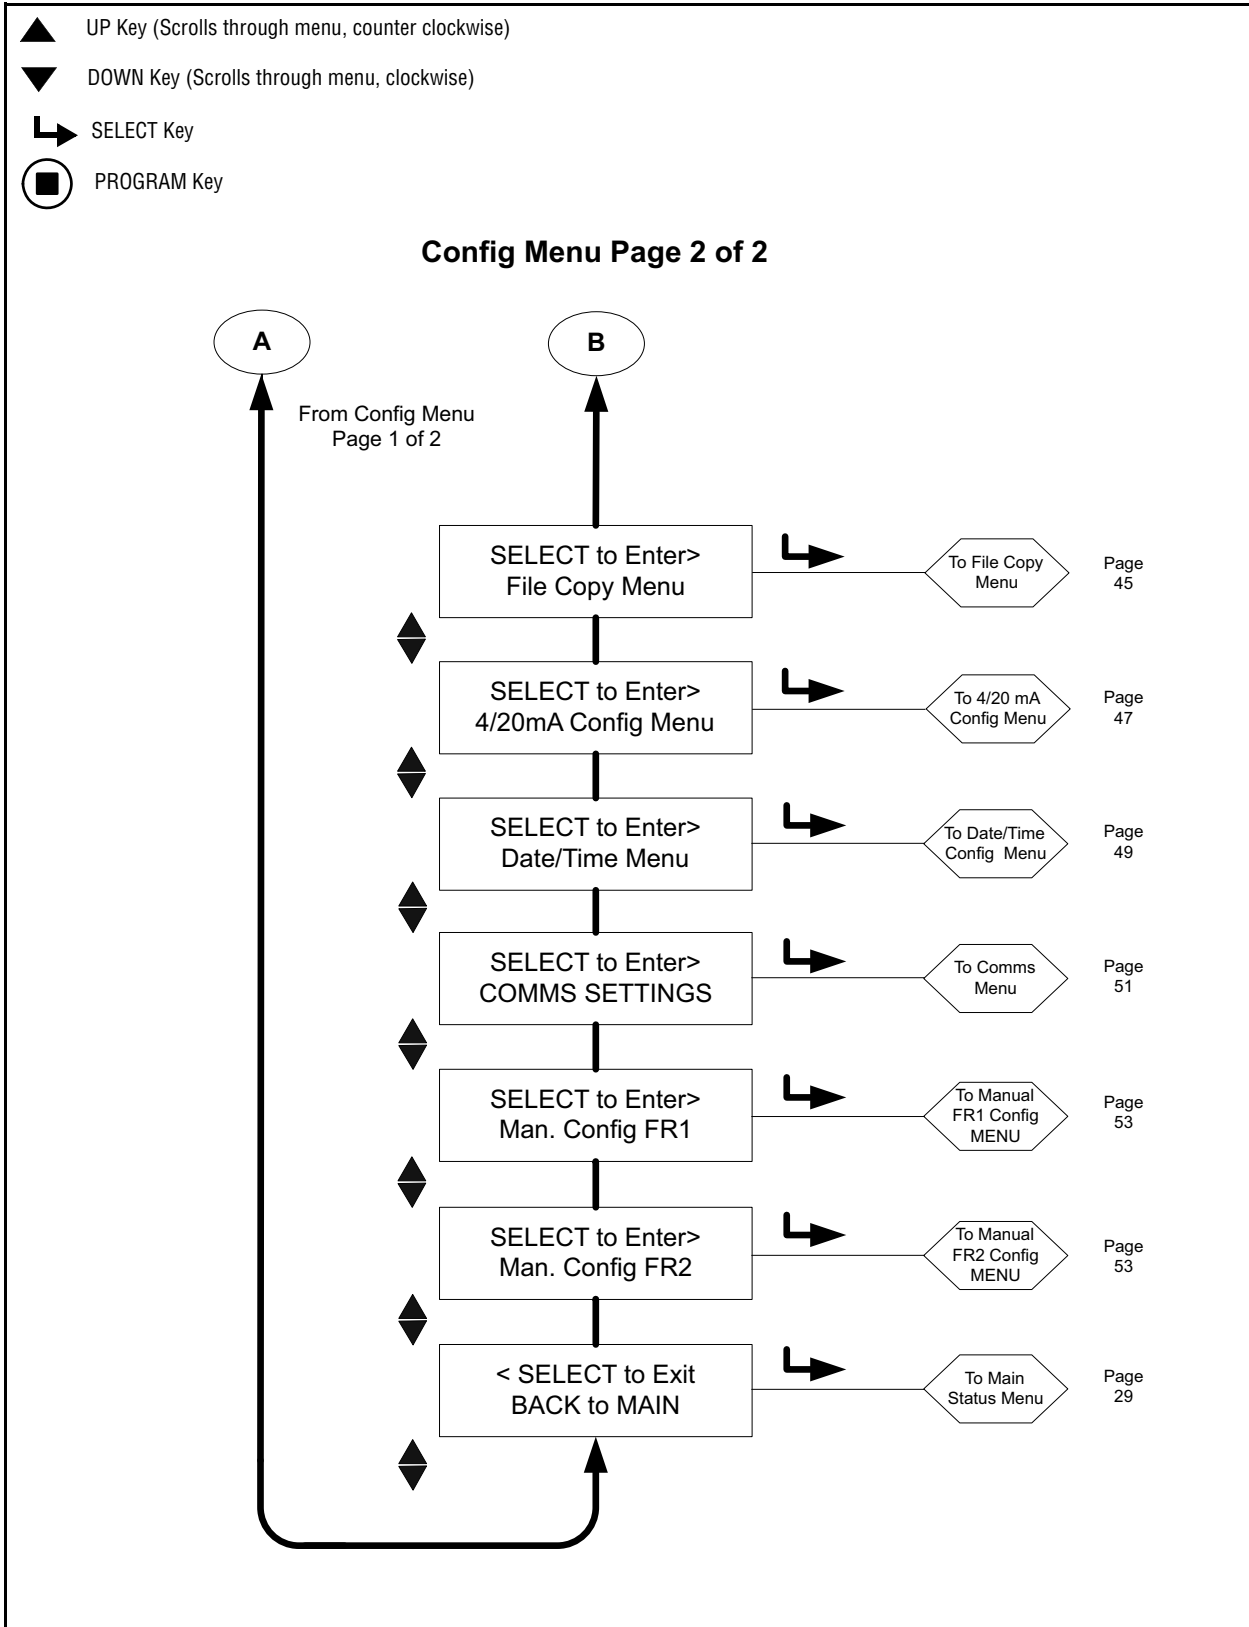 UP Key (Scrolls through menu, counter clockwise)
DOWN Key (Scrolls through menu, clockwise)
SELECT Key
PROGRAM Key
Config Menu Page 2 of 2
A
B
From Config Menu
Page 1 of 2
SELECT to Enter>
File Copy Menu
To File Copy
Menu
Page
45
SELECT to Enter>
4/20mA Config Menu
To 4/20 mA
Config Menu
Page
47
SELECT to Enter>
Date/Time Menu
To Date/Time
Config Menu
Page
49
SELECT to Enter>
COMMS SETTINGS
To Comms
Menu
Page
51
SELECT to Enter>
Man. Config FR1
To Manual
FR1 Config
MENU
Page
53
SELECT to Enter>
Man. Config FR2
To Manual
FR2 Config
MENU
Page
53
< SELECT to Exit
BACK to MAIN
To Main
Status Menu
Page
29